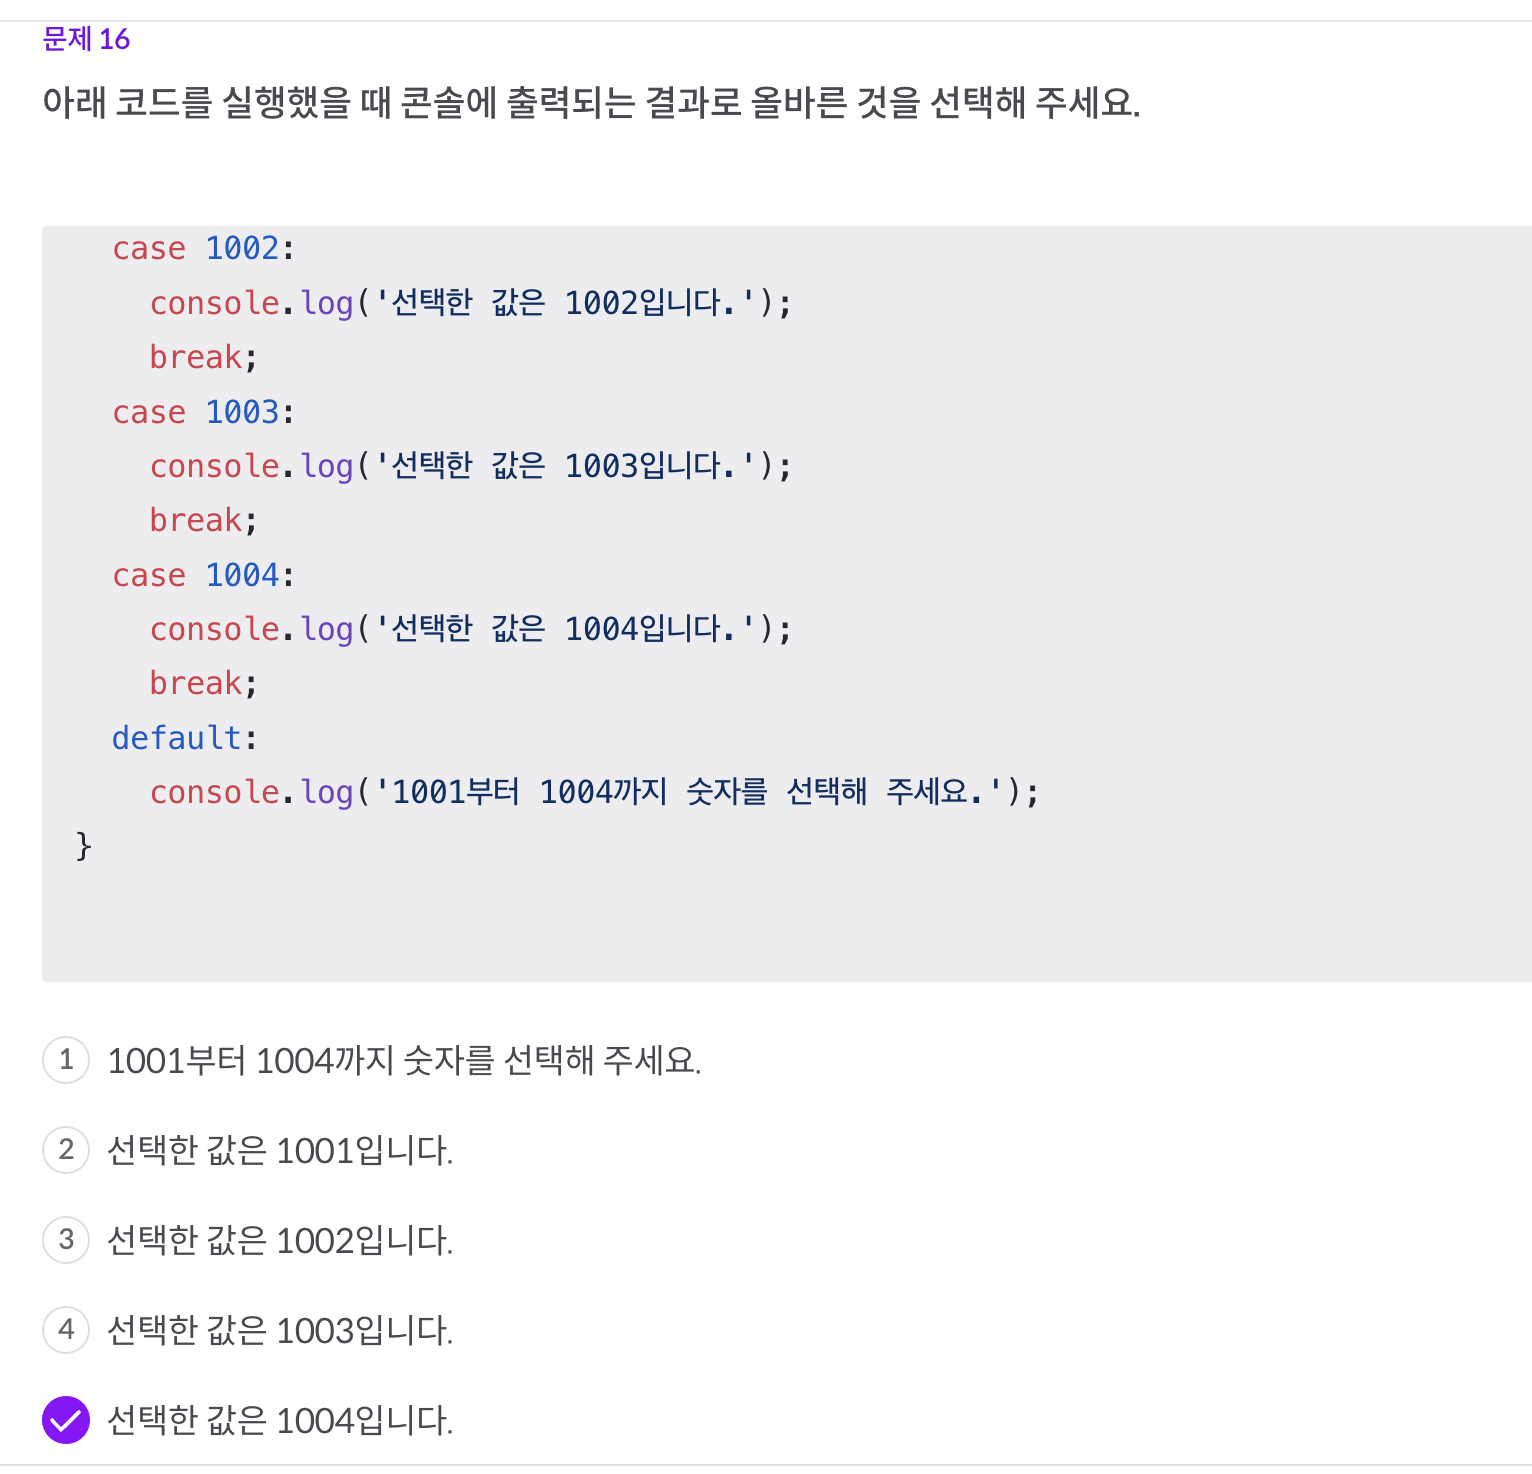 문제 16
아래 코드를 실행했을 때 콘솔에 출력되는 결과로 올바른 것을 선택해 주세요.
case 1002:
console.log('선택한 값은 1002입니다.');
break;
case 1003:
console.log('선택한 값은 1003입니다.');
break;
case 1004:
console.log('선택한 값은 1004입니다.');
break;
default:
console.log('1001부터 1004까지 숫자를 선택해 주세요.');
}
1 1001부터 1004까지 숫자를 선택해 주세요.
2 선택한 값은 1001입니다.
3 선택한 값은 1002입니다.
4 선택한 값은 1003입니다.
선택한 값은 1004입니다.